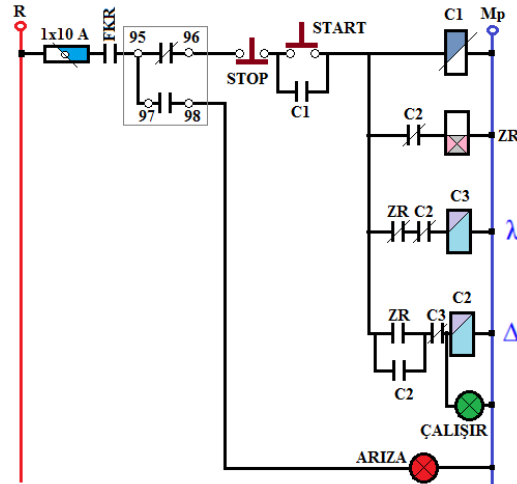 R
1x10 A
FKR
95
96
97
98
STOP
START
C1
C1
Mp
C2
ZR
ZR
C2
C3
λ
ZR
C3
C2
Δ
C2
ÇALIŞIR
ARIZA